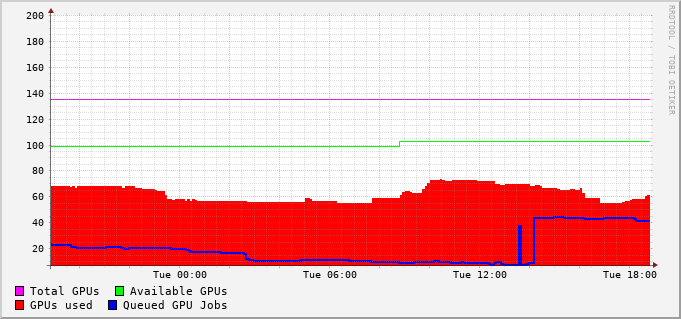 200
180
160
140
120
100
80
60
40
20
Tue 00:00 Tue 06:00 Tue 12:00 Tue 18:00
Total GPUs Available GPUs
GPUs used Queued GPU Jobs
RRDTOOL / TOBI OETIKER